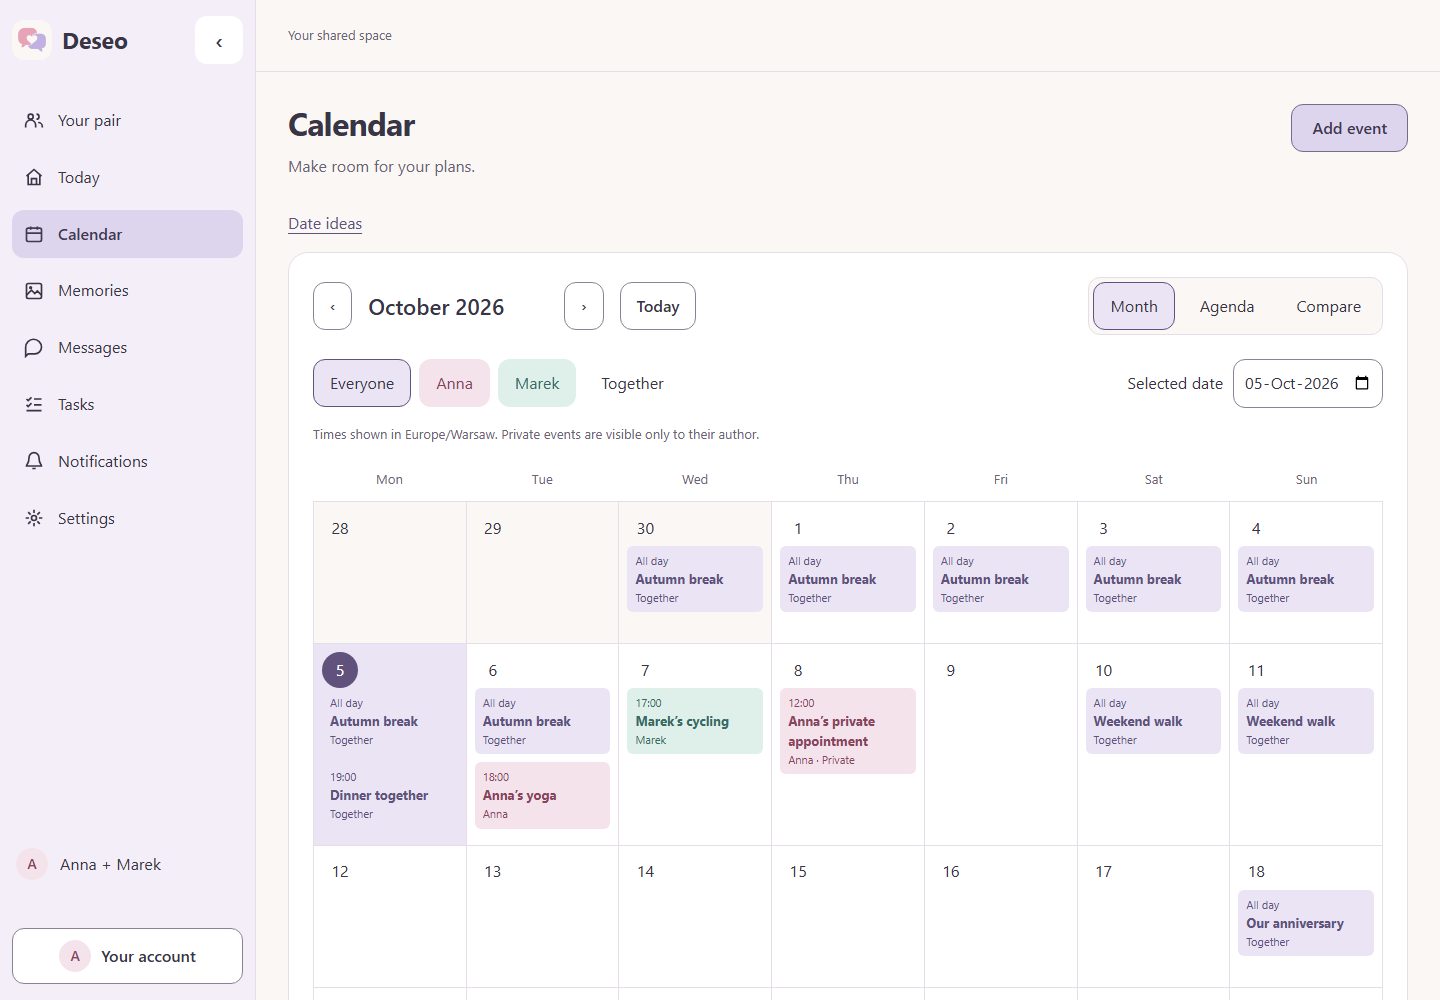 Deseo
‹
Your pair
Today
Calendar
Memories
Messages
Tasks
Notifications
Settings
A
Anna + Marek
A
Your account
Your shared space
Calendar
Add event
Make room for your plans.
Date ideas
‹
October 2026
›
Today
Month
Agenda
Compare
Everyone
Anna
Marek
Together
Selected date
05-Oct-2026
Times shown in Europe/Warsaw. Private events are visible only to their author.
Mon
Tue
Wed
Thu
Fri
Sat
Sun
28
29
30
All day
Autumn break
Together
1
All day
Autumn break
Together
2
All day
Autumn break
Together
3
All day
Autumn break
Together
4
All day
Autumn break
Together
5
All day
Autumn break
Together
19:00
Dinner together
Together
6
All day
Autumn break
Together
18:00
Anna’s yoga
Anna
7
17:00
Marek’s cycling
Marek
8
12:00
Anna’s private
appointment
Anna · Private
9
10
All day
Weekend walk
Together
11
All day
Weekend walk
Together
12
13
14
15
16
17
18
All day
Our anniversary
Together